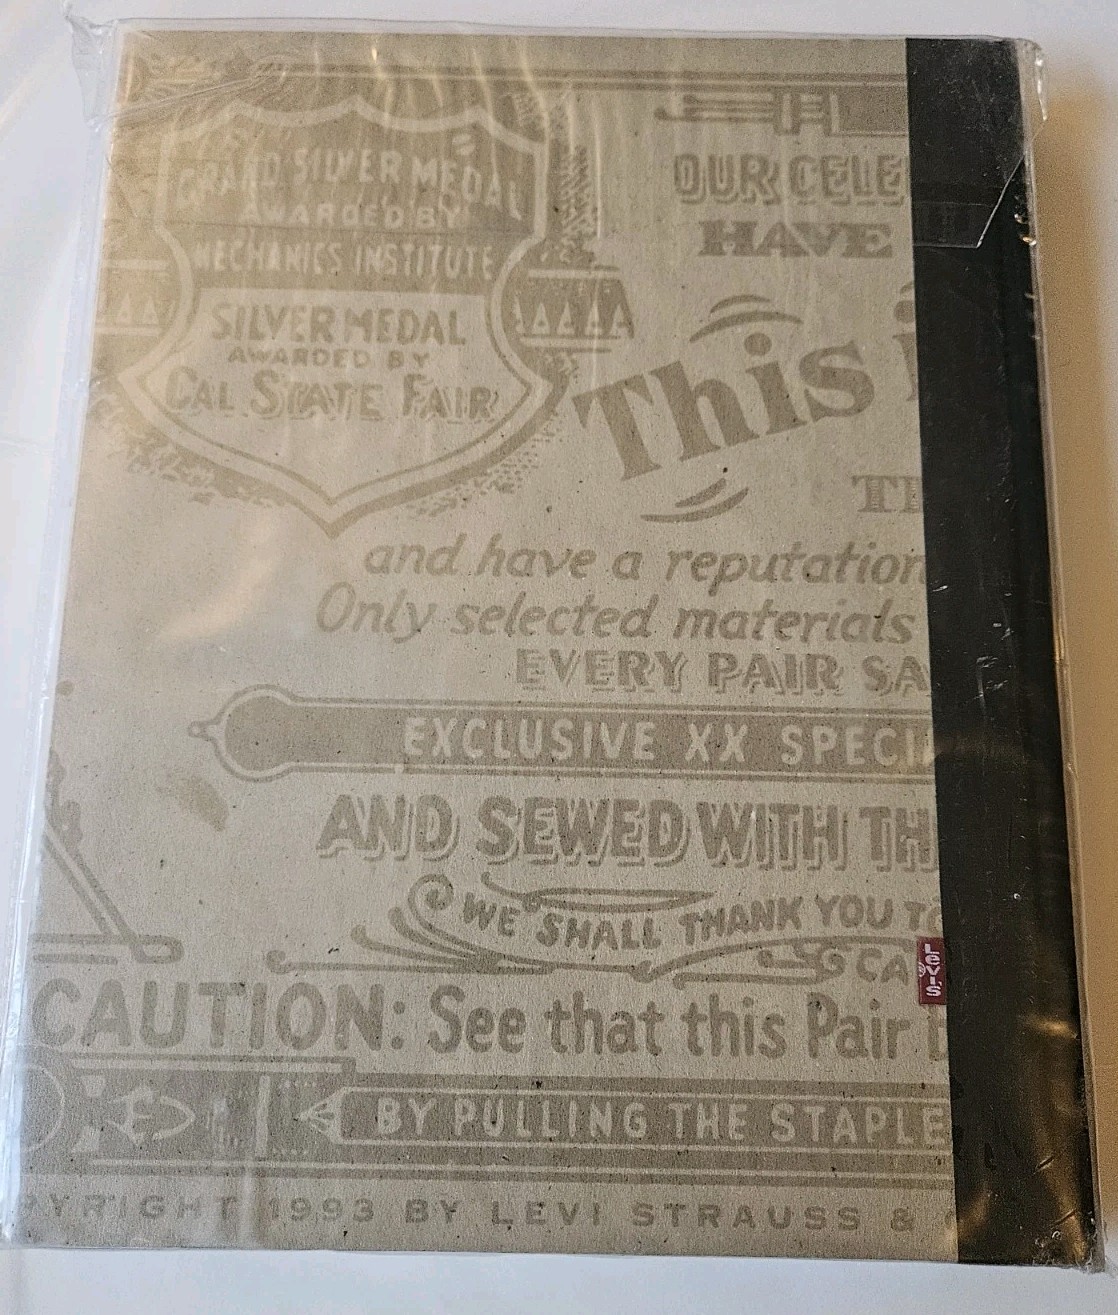 GRAND SILVER MEDAL
AWARDED BY
MECHANICS INSTITUTE
SILVER MEDAL
AWARDED BY
CAL STATE FAIR
OUR CELE
HAVE
This
and have a reputation
Only selected materials
EVERY PAIR SA
EXCLUSIVE XX SPECI
AND SEWED WITH TH
WE SHALL THANK YOU TO
CA
LEVI'S
CAUTION: See that this Pair
BY PULLING THE STAPLE
PYRIGHT 1993 BY LEVI STRAUSS &